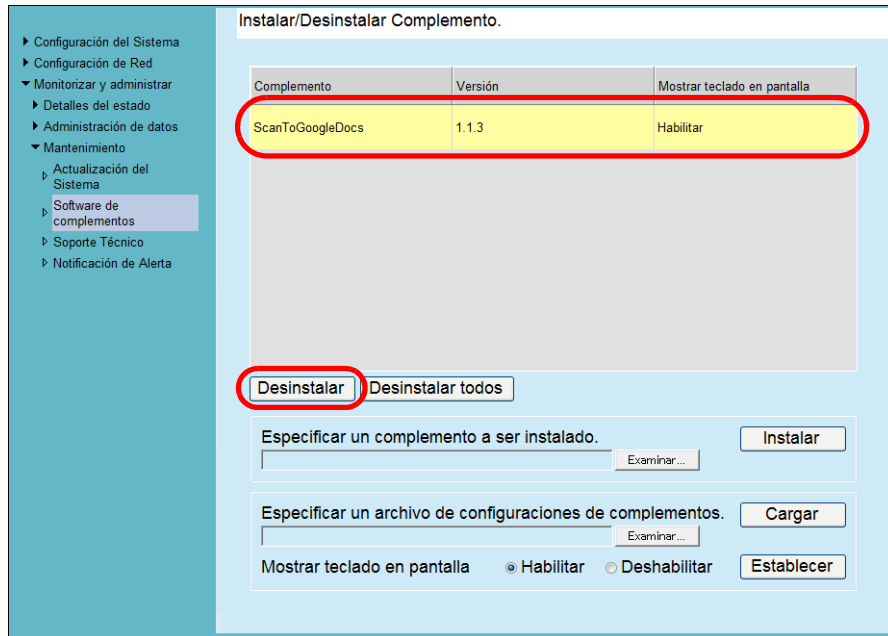 Instalar/Desinstalar Complemento.
Configuración del Sistema
Configuración de Red
Monitorizar y administrar
Detalles del estado
Administración de datos
Mantenimiento
Actualización del
Sistema
Software de
complementos
Soporte Técnico
Notificación de Alerta
Complemento Versión Mostrar teclado en pantalla
ScanToGoogleDocs 1.1.3 Habilitar
Desinstalar Desinstalar todos
Especificar un complemento a ser instalado. Instalar
Examinar...
Especificar un archivo de configuraciones de complementos. Cargar
Examinar...
Mostrar teclado en pantalla Habilitar Deshabilitar Establecer